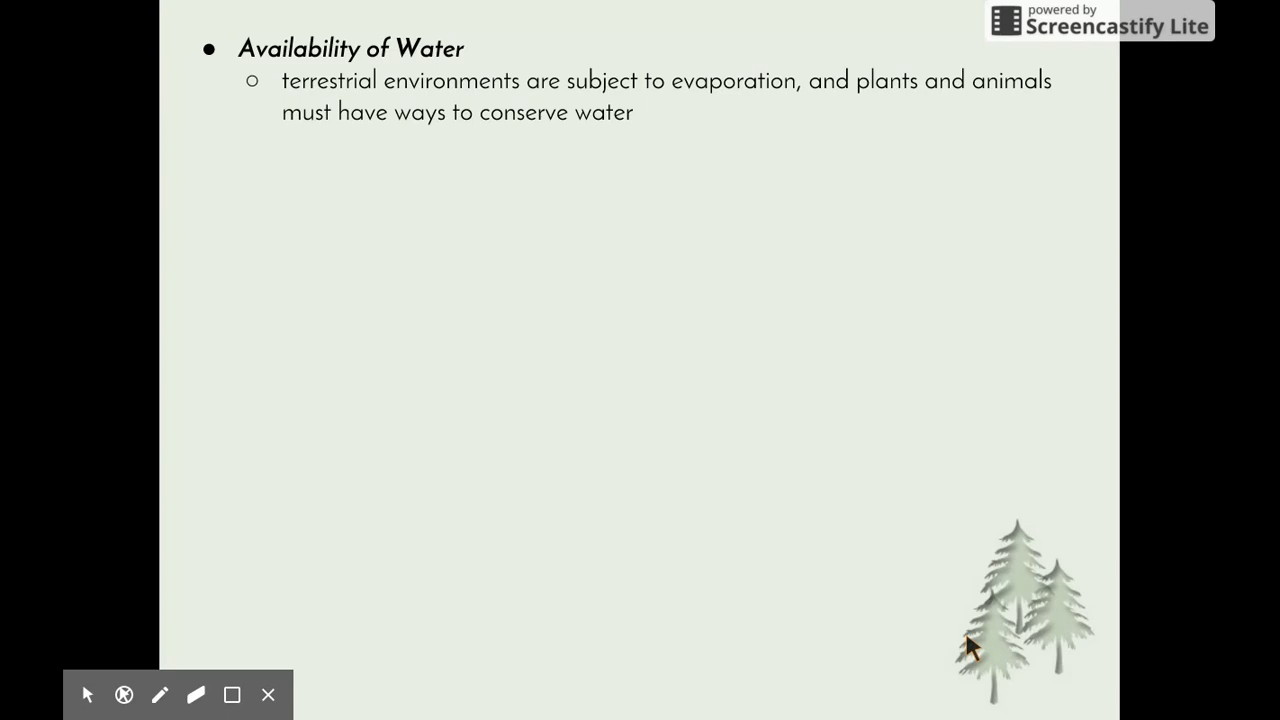 powered by
Screencastify Lite
● Availability of Water
○ terrestrial environments are subject to evaporation, and plants and animals
must have ways to conserve water